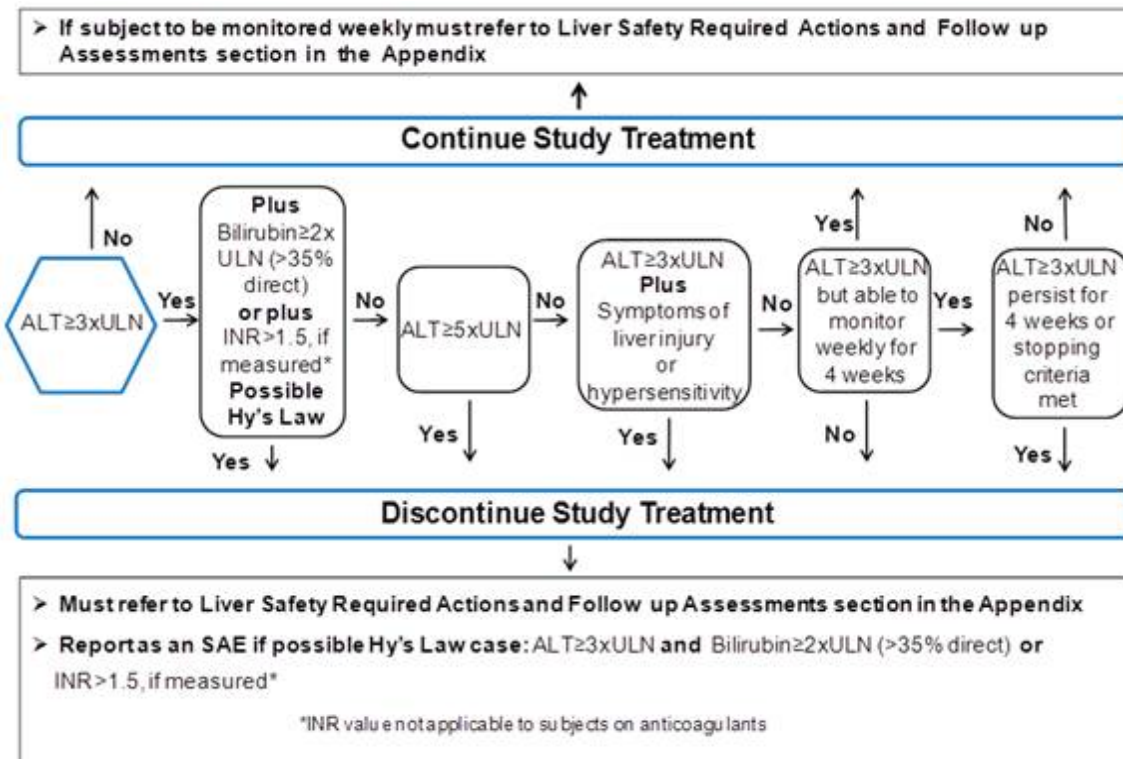 ➢ If subject to be monitored weekly must refer to Liver Safety Required Actions and Follow up
Assessments section in the Appendix
Continue Study Treatment
No
ALT≥3xULN
Yes
Plus
Bilirubin≥2x
ULN (>35%
direct)
or plus
INR>1.5, if
measured*
Possible
Hy's Law
Yes
No
ALT≥5xULN
Yes
No
ALT≥3xULN
Plus
Symptoms of
liver injury
or
hypersensitivity
Yes
No
Yes
ALT≥3xULN
but able to
monitor
weekly for
4 weeks
No
Yes
No
ALT≥3xULN
persist for
4 weeks or
stopping
criteria
met
Yes
Discontinue Study Treatment
➢ Must refer to Liver Safety Required Actions and Follow up Assessments section in the Appendix
➢ Report as an SAE if possible Hy's Law case: ALT≥3xULN and Bilirubin≥2xULN (>35% direct) or
INR>1.5, if measured*
*INR value not applicable to subjects on anticoagulants